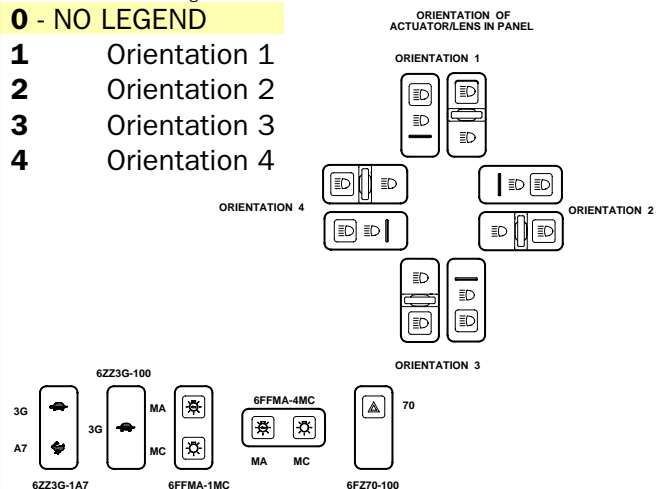 0 - NO LEGEND
1 Orientation 1
2 Orientation 2
3 Orientation 3
4 Orientation 4
ORIENTATION OF
ACTUATOR/LENS IN PANEL
ORIENTATION 1
ORIENTATION 4
ORIENTATION 2
ORIENTATION 3
6ZZ3G-100
3G
A7
6ZZ3G-1A7
3G
MA
MC
6FFMA-1MC
6FFMA-4MC
MA MC
70
6FZ70-100